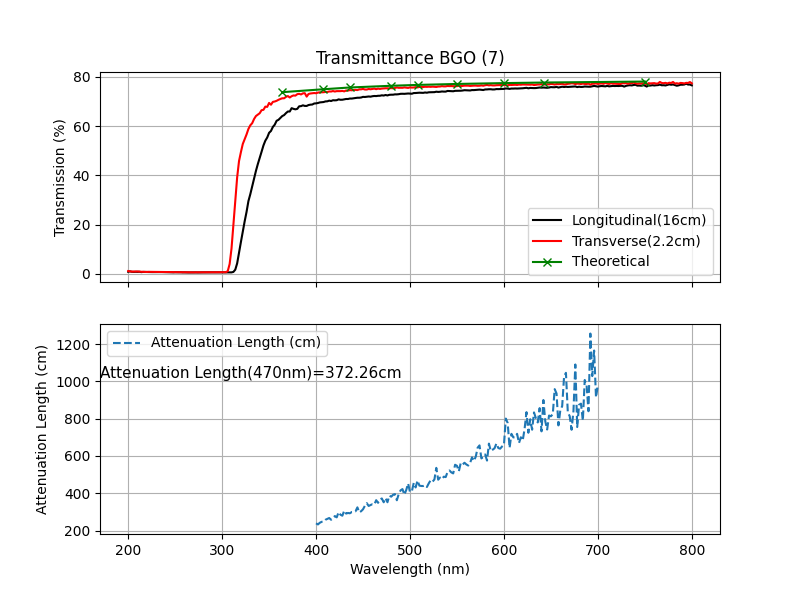 Transmittance BGO (7)
80
60
40
20
0
Transmission (%)
Longitudinal(16cm)
Transverse(2.2cm)
Theoretical
Attenuation Length (cm)
Attenuation Length(470nm)=372.26cm
1200
1000
800
600
400
200
Attenuation Length (cm)
200 300 400 500 600 700 800
Wavelength (nm)